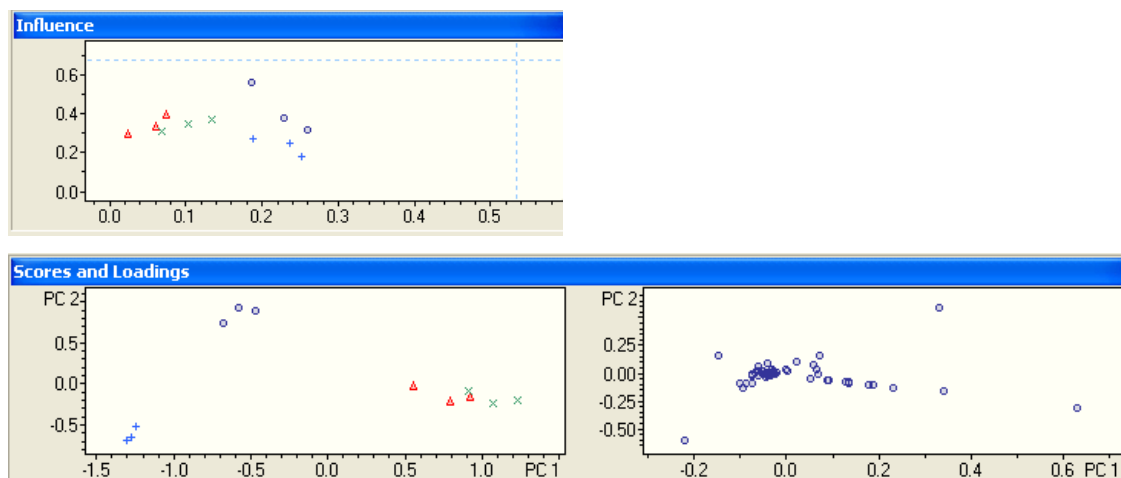 Influence
0.6
0.4
0.2
0.0
0.0 0.1 0.2 0.3 0.4 0.5
Scores and Loadings
PC 2
0.5
0.0
-0.5
-1.5 -1.0 -0.5 0.0 0.5 1.0 PC 1
PC 2
0.25
0.00
-0.25
-0.50
-0.2 0.0 0.2 0.4 0.6 PC 1